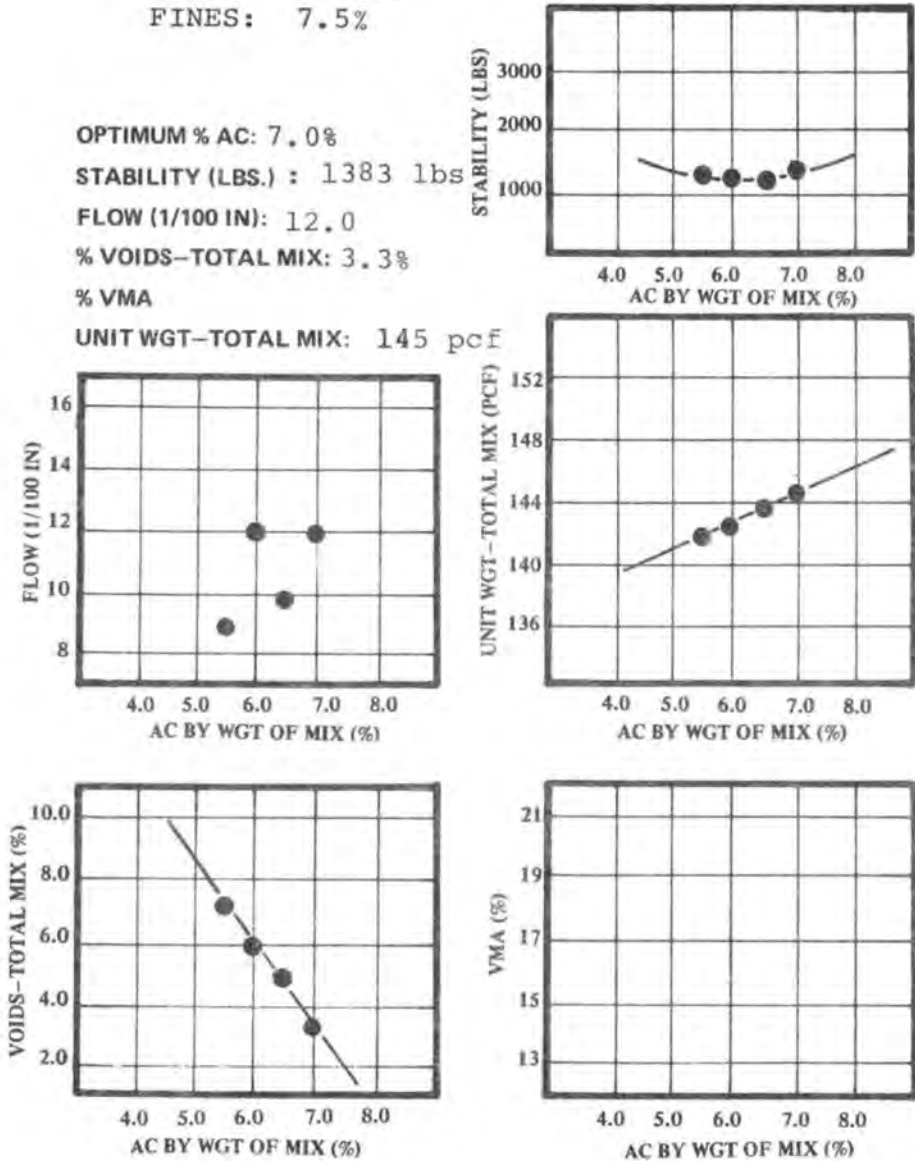 FINES: 7.5%
OPTIMUM % AC: 7.0%
STABILITY (LBS.) : 1383 lbs
FLOW (1/100 IN): 12.0
% VOIDS–TOTAL MIX: 3.3%
% VMA
UNIT WGT–TOTAL MIX: 145 pcf
STABILITY (LBS)
3000
2000
1000
4.0 5.0 6.0 7.0 8.0
AC BY WGT OF MIX (%)
FLOW (1/100 IN)
16
14
12
10
8
4.0 5.0 6.0 7.0 8.0
AC BY WGT OF MIX (%)
UNIT WGT–TOTAL MIX (PCF)
152
148
144
140
136
4.0 5.0 6.0 7.0 8.0
AC BY WGT OF MIX (%)
VOIDS–TOTAL MIX (%)
10.0
8.0
6.0
4.0
2.0
4.0 5.0 6.0 7.0 8.0
AC BY WGT OF MIX (%)
VMA (%)
21
19
17
15
13
4.0 5.0 6.0 7.0 8.0
AC BY WGT OF MIX (%)